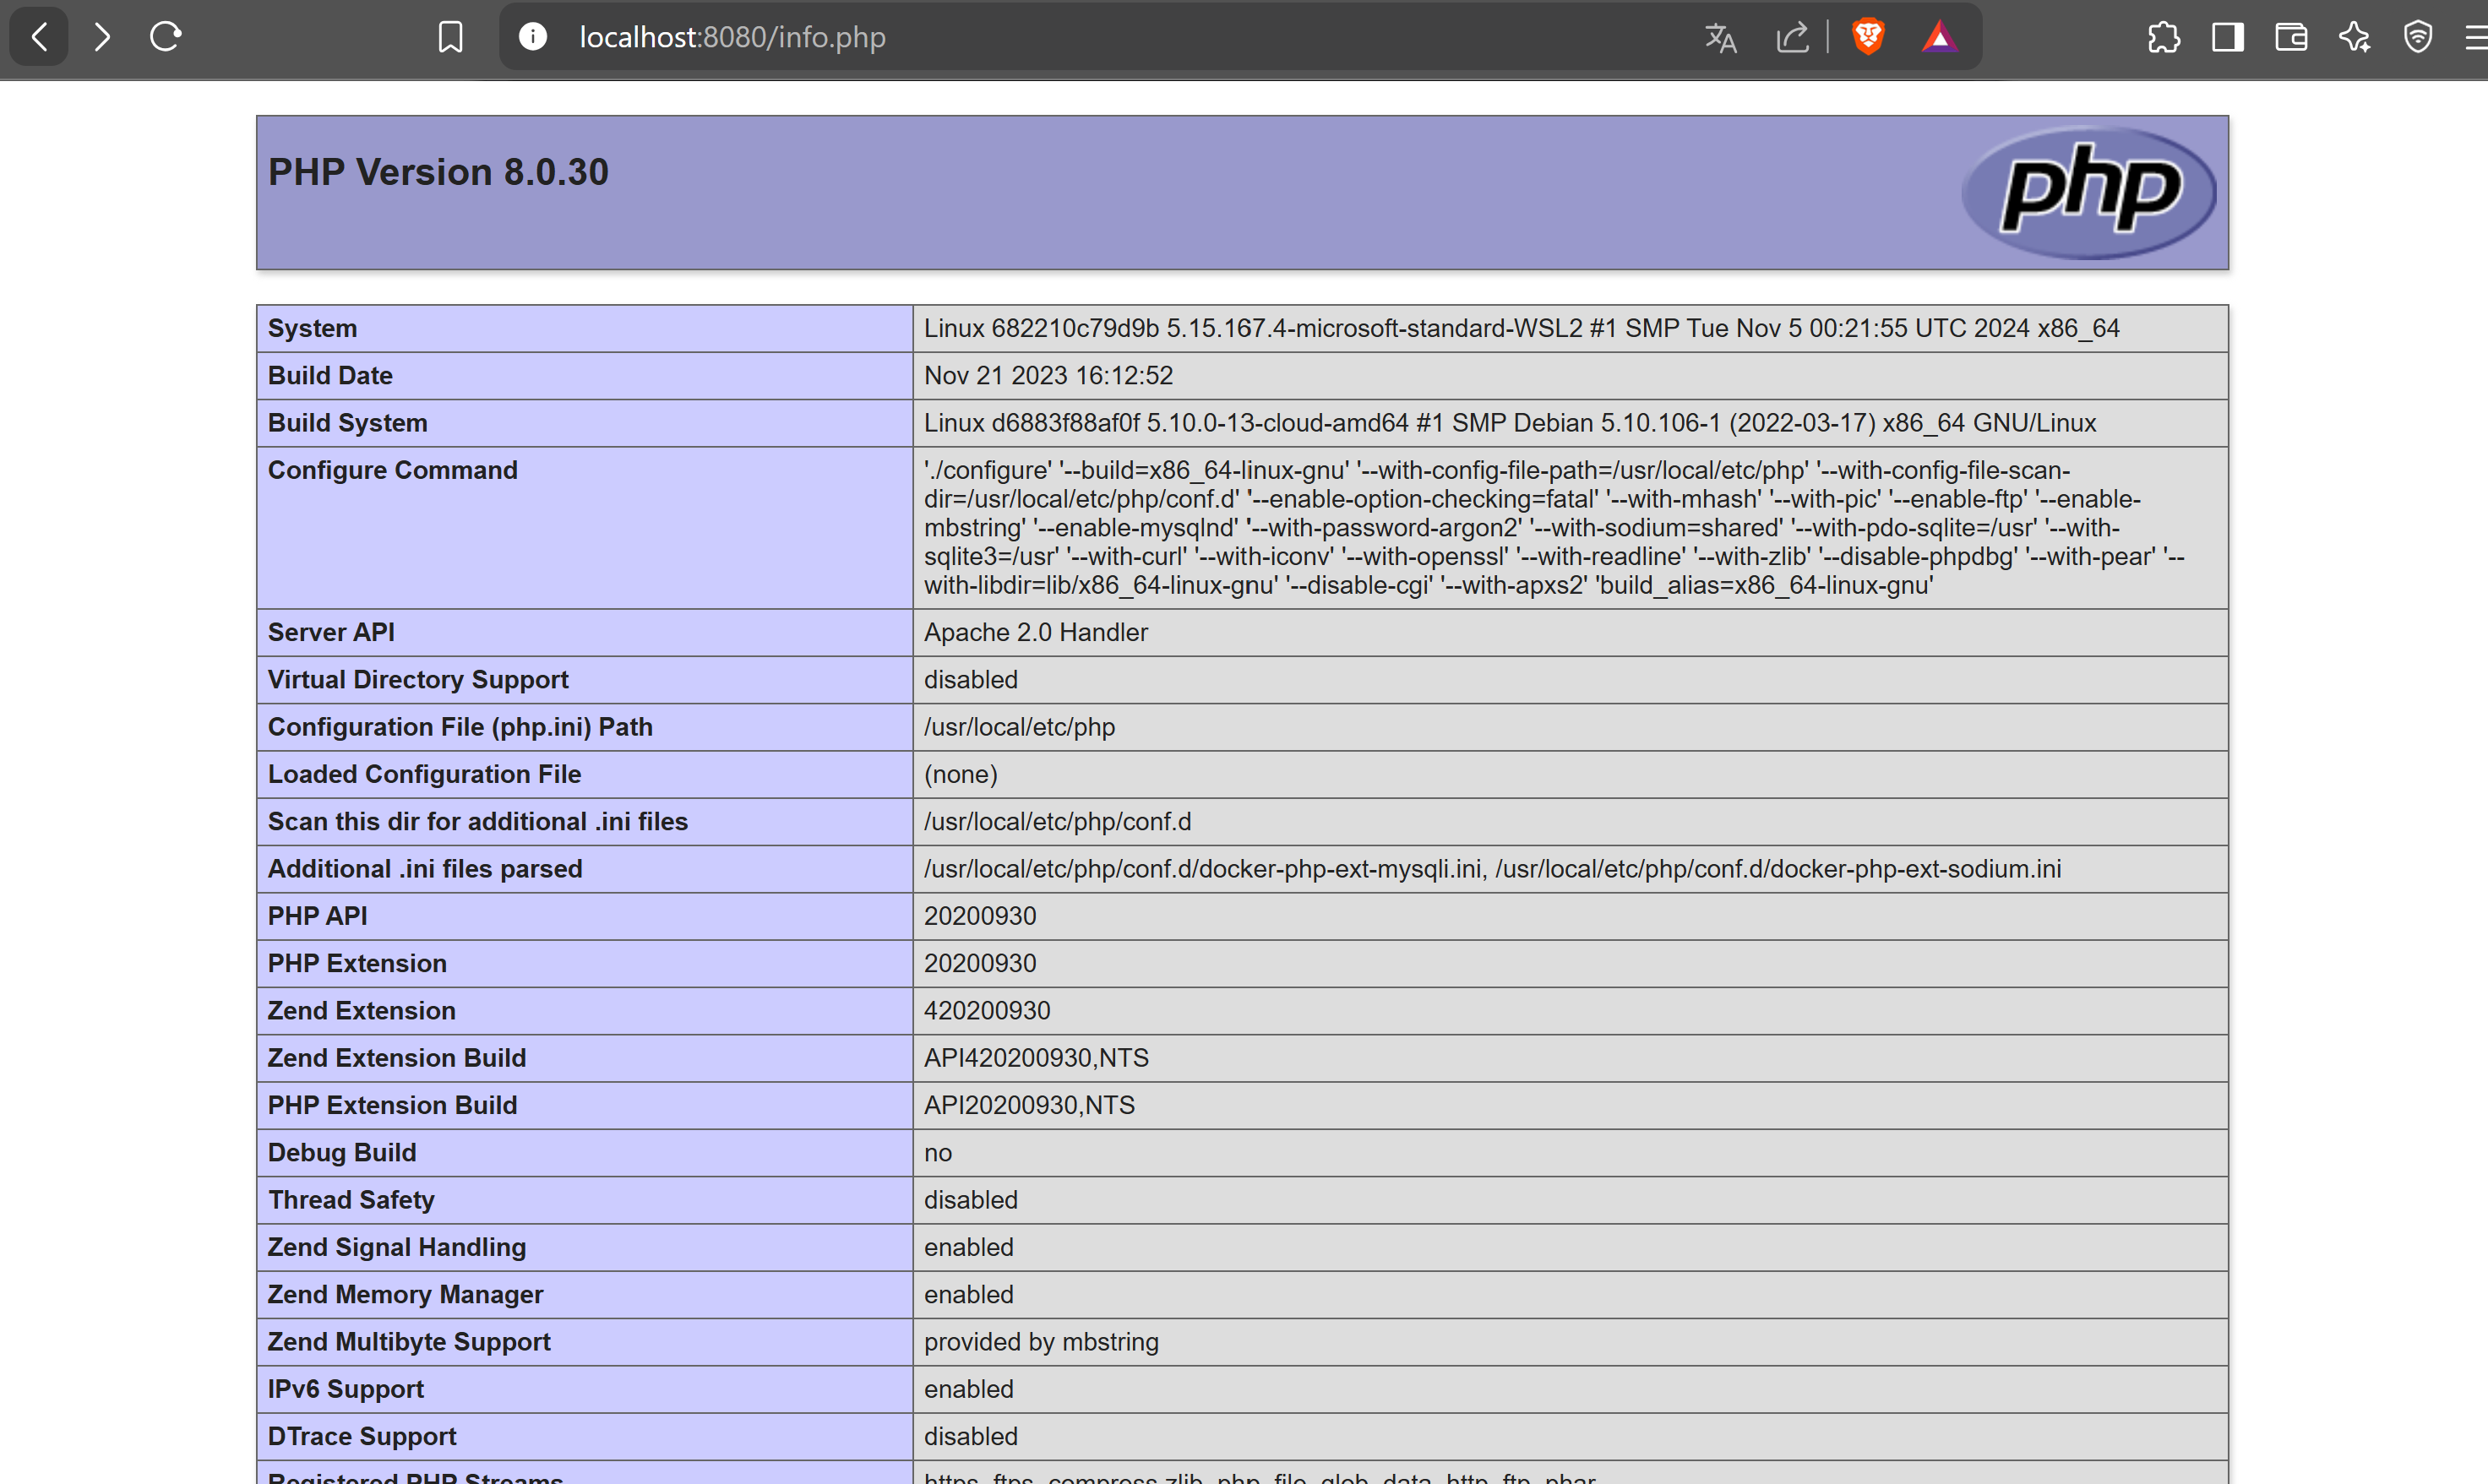 localhost:8080/info.php
PHP Version 8.0.30
php
System Linux 682210c79d9b 5.15.167.4-microsoft-standard-WSL2 #1 SMP Tue Nov 5 00:21:55 UTC 2024 x86_64
Build Date Nov 21 2023 16:12:52
Build System Linux d6883f88af0f 5.10.0-13-cloud-amd64 #1 SMP Debian 5.10.106-1 (2022-03-17) x86_64 GNU/Linux
Configure Command './configure' '--build=x86_64-linux-gnu' '--with-config-file-path=/usr/local/etc/php' '--with-config-file-scan-
dir=/usr/local/etc/php/conf.d' '--enable-option-checking=fatal' '--with-mhash' '--with-pic' '--enable-ftp' '--enable-
mbstring' '--enable-mysqlnd' '--with-password-argon2' '--with-sodium=shared' '--with-pdo-sqlite=/usr' '--with-
sqlite3=/usr' '--with-curl' '--with-iconv' '--with-openssl' '--with-readline' '--with-zlib' '--disable-phpdbg' '--with-pear' '--
with-libdir=lib/x86_64-linux-gnu' '--disable-cgi' '--with-apxs2' 'build_alias=x86_64-linux-gnu'
Server API Apache 2.0 Handler
Virtual Directory Support disabled
Configuration File (php.ini) Path /usr/local/etc/php
Loaded Configuration File (none)
Scan this dir for additional .ini files /usr/local/etc/php/conf.d
Additional .ini files parsed /usr/local/etc/php/conf.d/docker-php-ext-mysqli.ini, /usr/local/etc/php/conf.d/docker-php-ext-sodium.ini
PHP API 20200930
PHP Extension 20200930
Zend Extension 420200930
Zend Extension Build API420200930,NTS
PHP Extension Build API20200930,NTS
Debug Build no
Thread Safety disabled
Zend Signal Handling enabled
Zend Memory Manager enabled
Zend Multibyte Support provided by mbstring
IPv6 Support enabled
DTrace Support disabled
Registered PHP Streams https, ftps, compress.zlib, php, file, glob, data, http, ftp, phar